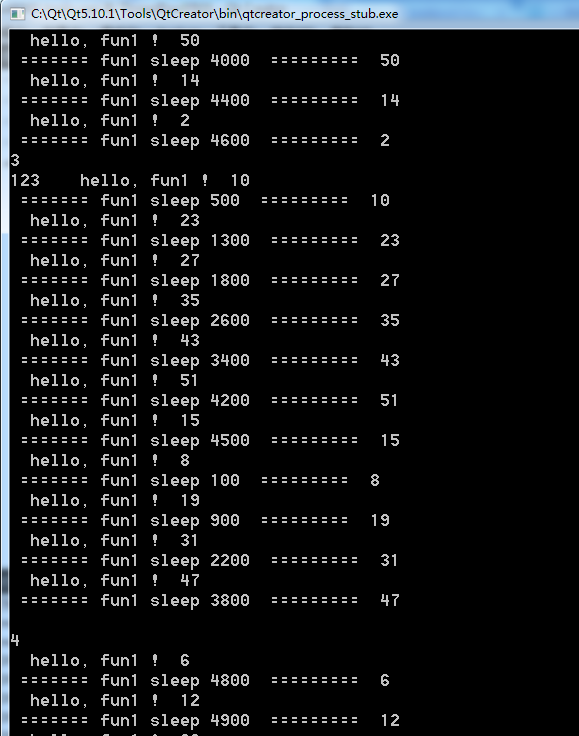 C:\Qt\Qt5.10.1\Tools\QtCreator\bin\qtcreator_process_stub.exe
hello, fun1 !  50
======= fun1 sleep 4000  =========  50
hello, fun1 !  14
======= fun1 sleep 4400  =========  14
hello, fun1 !  2
======= fun1 sleep 4600  =========  2
3
123    hello, fun1 !  10
======= fun1 sleep 500  =========  10
hello, fun1 !  23
======= fun1 sleep 1300  =========  23
hello, fun1 !  27
======= fun1 sleep 1800  =========  27
hello, fun1 !  35
======= fun1 sleep 2600  =========  35
hello, fun1 !  43
======= fun1 sleep 3400  =========  43
hello, fun1 !  51
======= fun1 sleep 4200  =========  51
hello, fun1 !  15
======= fun1 sleep 4500  =========  15
hello, fun1 !  8
======= fun1 sleep 100  =========  8
hello, fun1 !  19
======= fun1 sleep 900  =========  19
hello, fun1 !  31
======= fun1 sleep 2200  =========  31
hello, fun1 !  47
======= fun1 sleep 3800  =========  47
4
hello, fun1 !  6
======= fun1 sleep 4800  =========  6
hello, fun1 !  12
======= fun1 sleep 4900  =========  12